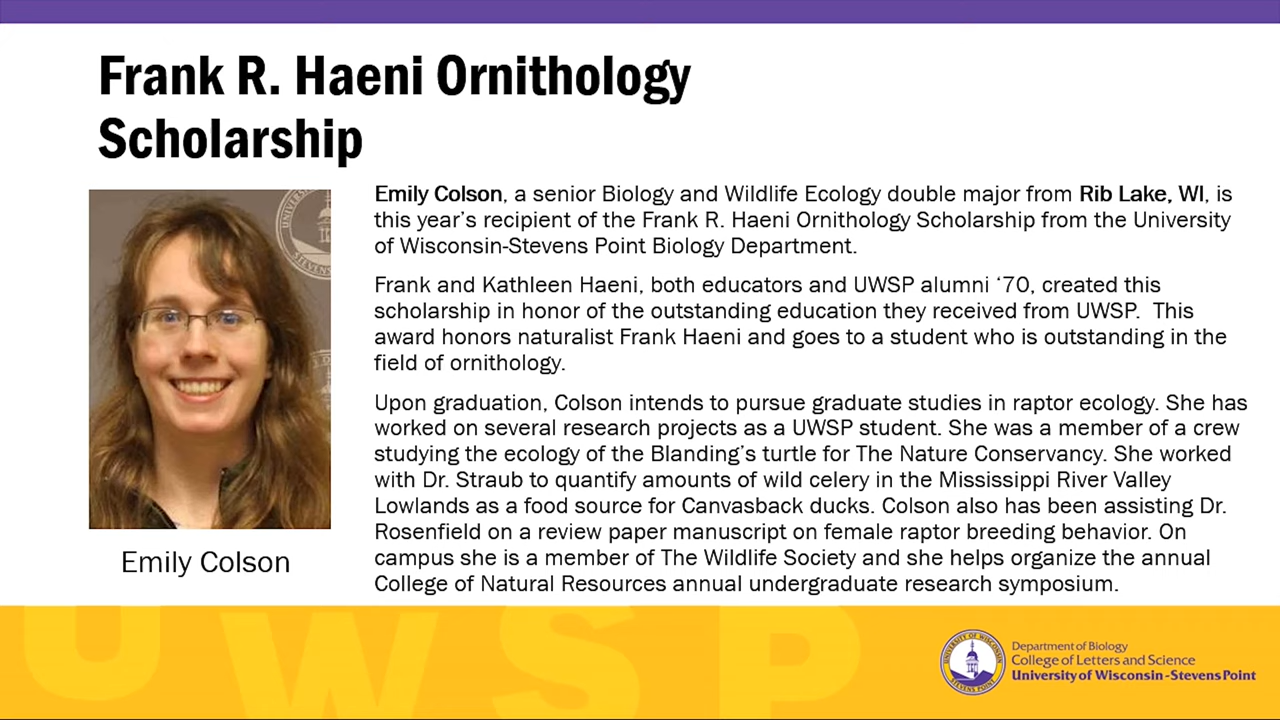 Frank R. Haeni Ornithology
Scholarship
Emily Colson, a senior Biology and Wildlife Ecology double major from Rib Lake, WI, is
this year's recipient of the Frank R. Haeni Ornithology Scholarship from the University
of Wisconsin-Stevens Point Biology Department.
Frank and Kathleen Haeni, both educators and UWSP alumni ‘70, created this
scholarship in honor of the outstanding education they received from UWSP.  This
award honors naturalist Frank Haeni and goes to a student who is outstanding in the
field of ornithology.
Upon graduation, Colson intends to pursue graduate studies in raptor ecology. She has
worked on several research projects as a UWSP student. She was a member of a crew
studying the ecology of the Blanding's turtle for The Nature Conservancy. She worked
with Dr. Straub to quantify amounts of wild celery in the Mississippi River Valley
Lowlands as a food source for Canvasback ducks. Colson also has been assisting Dr.
Rosenfield on a review paper manuscript on female raptor breeding behavior. On
campus she is a member of The Wildlife Society and she helps organize the annual
College of Natural Resources annual undergraduate research symposium.
Emily Colson
UWSP
UNIVERSITY OF WISCONSIN
STEVENS POINT
Department of Biology
College of Letters and Science
University of Wisconsin - Stevens Point